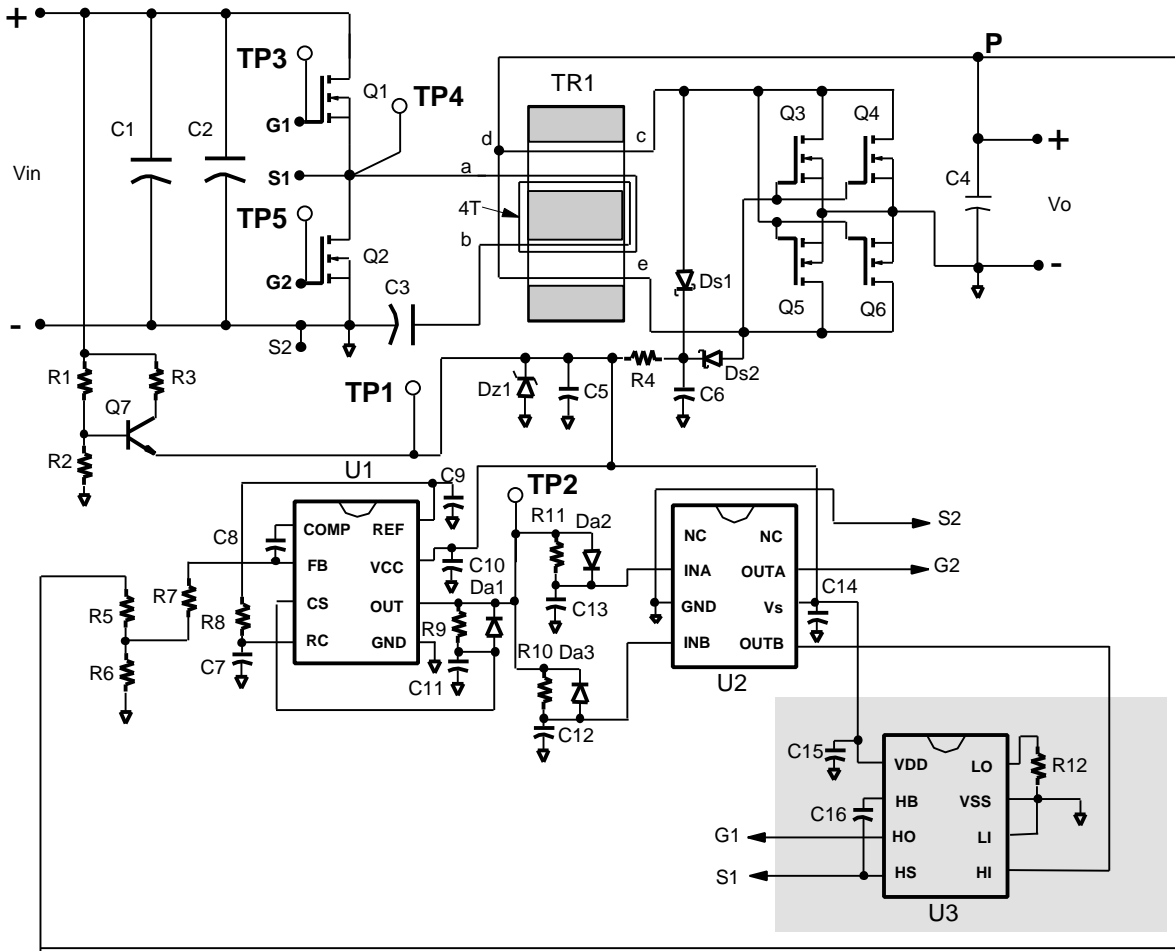 +
P
TP3
TR1
Q1
TP4
Q3
Q4
C1
C2
G1
d
c
+
Vin
S1
a
C4
Vo
TP5
4T
b
G2
Q2
e
-
C3
Ds1
Q5
Q6
-
S2
R1
R3
TP1
Dz1
C5
R4
Ds2
C6
Q7
R2
U1
C9
TP2
S2
COMP
REF
R11
Da2
NC
NC
C8
FB
VCC
C10
INA
OUTA
G2
Da1
C14
R5
R7
R8
CS
OUT
R9
C13
GND
Vs
RC
GND
R10
Da3
INB
OUTB
R6
C7
C11
U2
C12
C15
VDD
LO
R12
C16
HB
VSS
G1
HO
LI
S1
HS
HI
U3